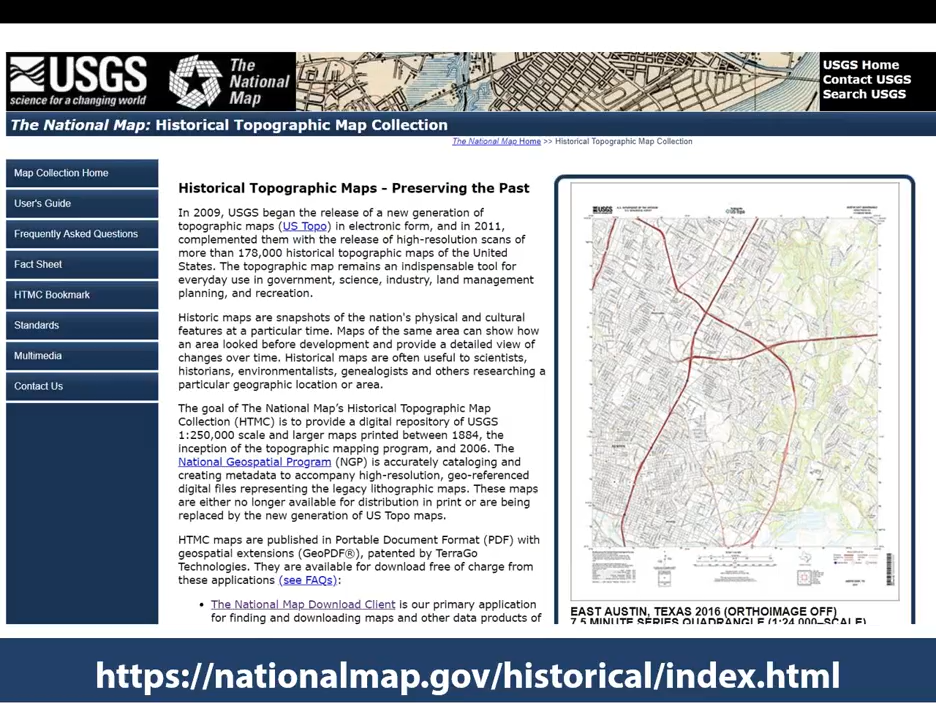 USGS
science for a changing world
The
National
Map
USGS Home
Contact USGS
Search USGS
The National Map: Historical Topographic Map Collection
The National Map Home >> Historical Topographic Map Collection
Map Collection Home
User's Guide
Frequently Asked Questions
Fact Sheet
HTMC Bookmark
Standards
Multimedia
Contact Us
Historical Topographic Maps - Preserving the Past
In 2009, USGS began the release of a new generation of
topographic maps (US Topo) in electronic form, and in 2011,
complemented them with the release of high-resolution scans of
more than 178,000 historical topographic maps of the United
States. The topographic map remains an indispensable tool for
everyday use in government, science, industry, land management
planning, and recreation.
Historic maps are snapshots of the nation's physical and cultural
features at a particular time. Maps of the same area can show how
an area looked before development and provide a detailed view of
changes over time. Historical maps are often useful to scientists,
historians, environmentalists, genealogists and others researching a
particular geographic location or area.
The goal of The National Map's Historical Topographic Map
Collection (HTMC) is to provide a digital repository of USGS
1:250,000 scale and larger maps printed between 1884, the
inception of the topographic mapping program, and 2006. The
National Geospatial Program (NGP) is accurately cataloging and
creating metadata to accompany high-resolution, geo-referenced
digital files representing the legacy lithographic maps. These maps
are either no longer available for distribution in print or are being
replaced by the new generation of US Topo maps.
HTMC maps are published in Portable Document Format (PDF) with
geospatial extensions (GeoPDF®), patented by TerraGo
Technologies. They are available for download free of charge from
these applications (see FAQs):
• The National Map Download Client is our primary application
for finding and downloading maps and other data products of
USGS
US Topo
EAST AUSTIN, TEXAS 2016 (ORTHOIMAGE OFF)
7.5 MINUTE SERIES QUADRANGLE (1:24,000–SCALE)
https://nationalmap.gov/historical/index.html